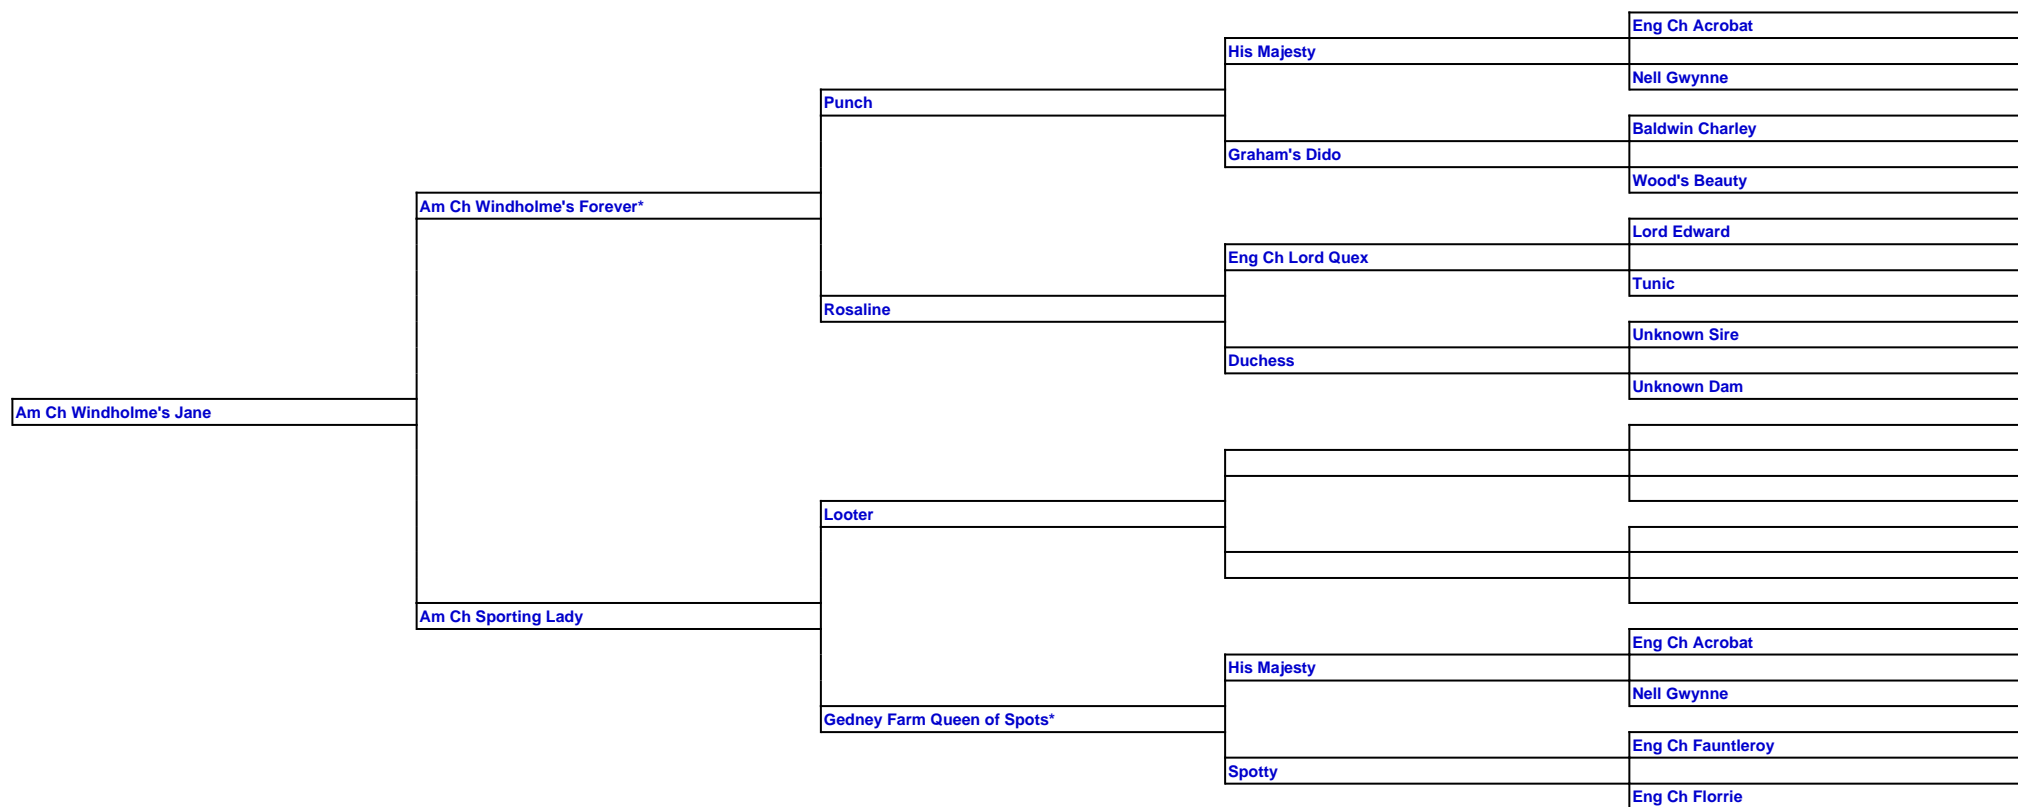 Eng Ch Acrobat
His Majesty
Nell Gwynne
Punch
Baldwin Charley
Graham's Dido
Wood's Beauty
Am Ch Windholme's Forever*
Lord Edward
Eng Ch Lord Quex
Tunic
Rosaline
Unknown Sire
Duchess
Unknown Dam
Am Ch Windholme's Jane
Looter
Am Ch Sporting Lady
Eng Ch Acrobat
His Majesty
Nell Gwynne
Gedney Farm Queen of Spots*
Eng Ch Fauntleroy
Spotty
Eng Ch Florrie